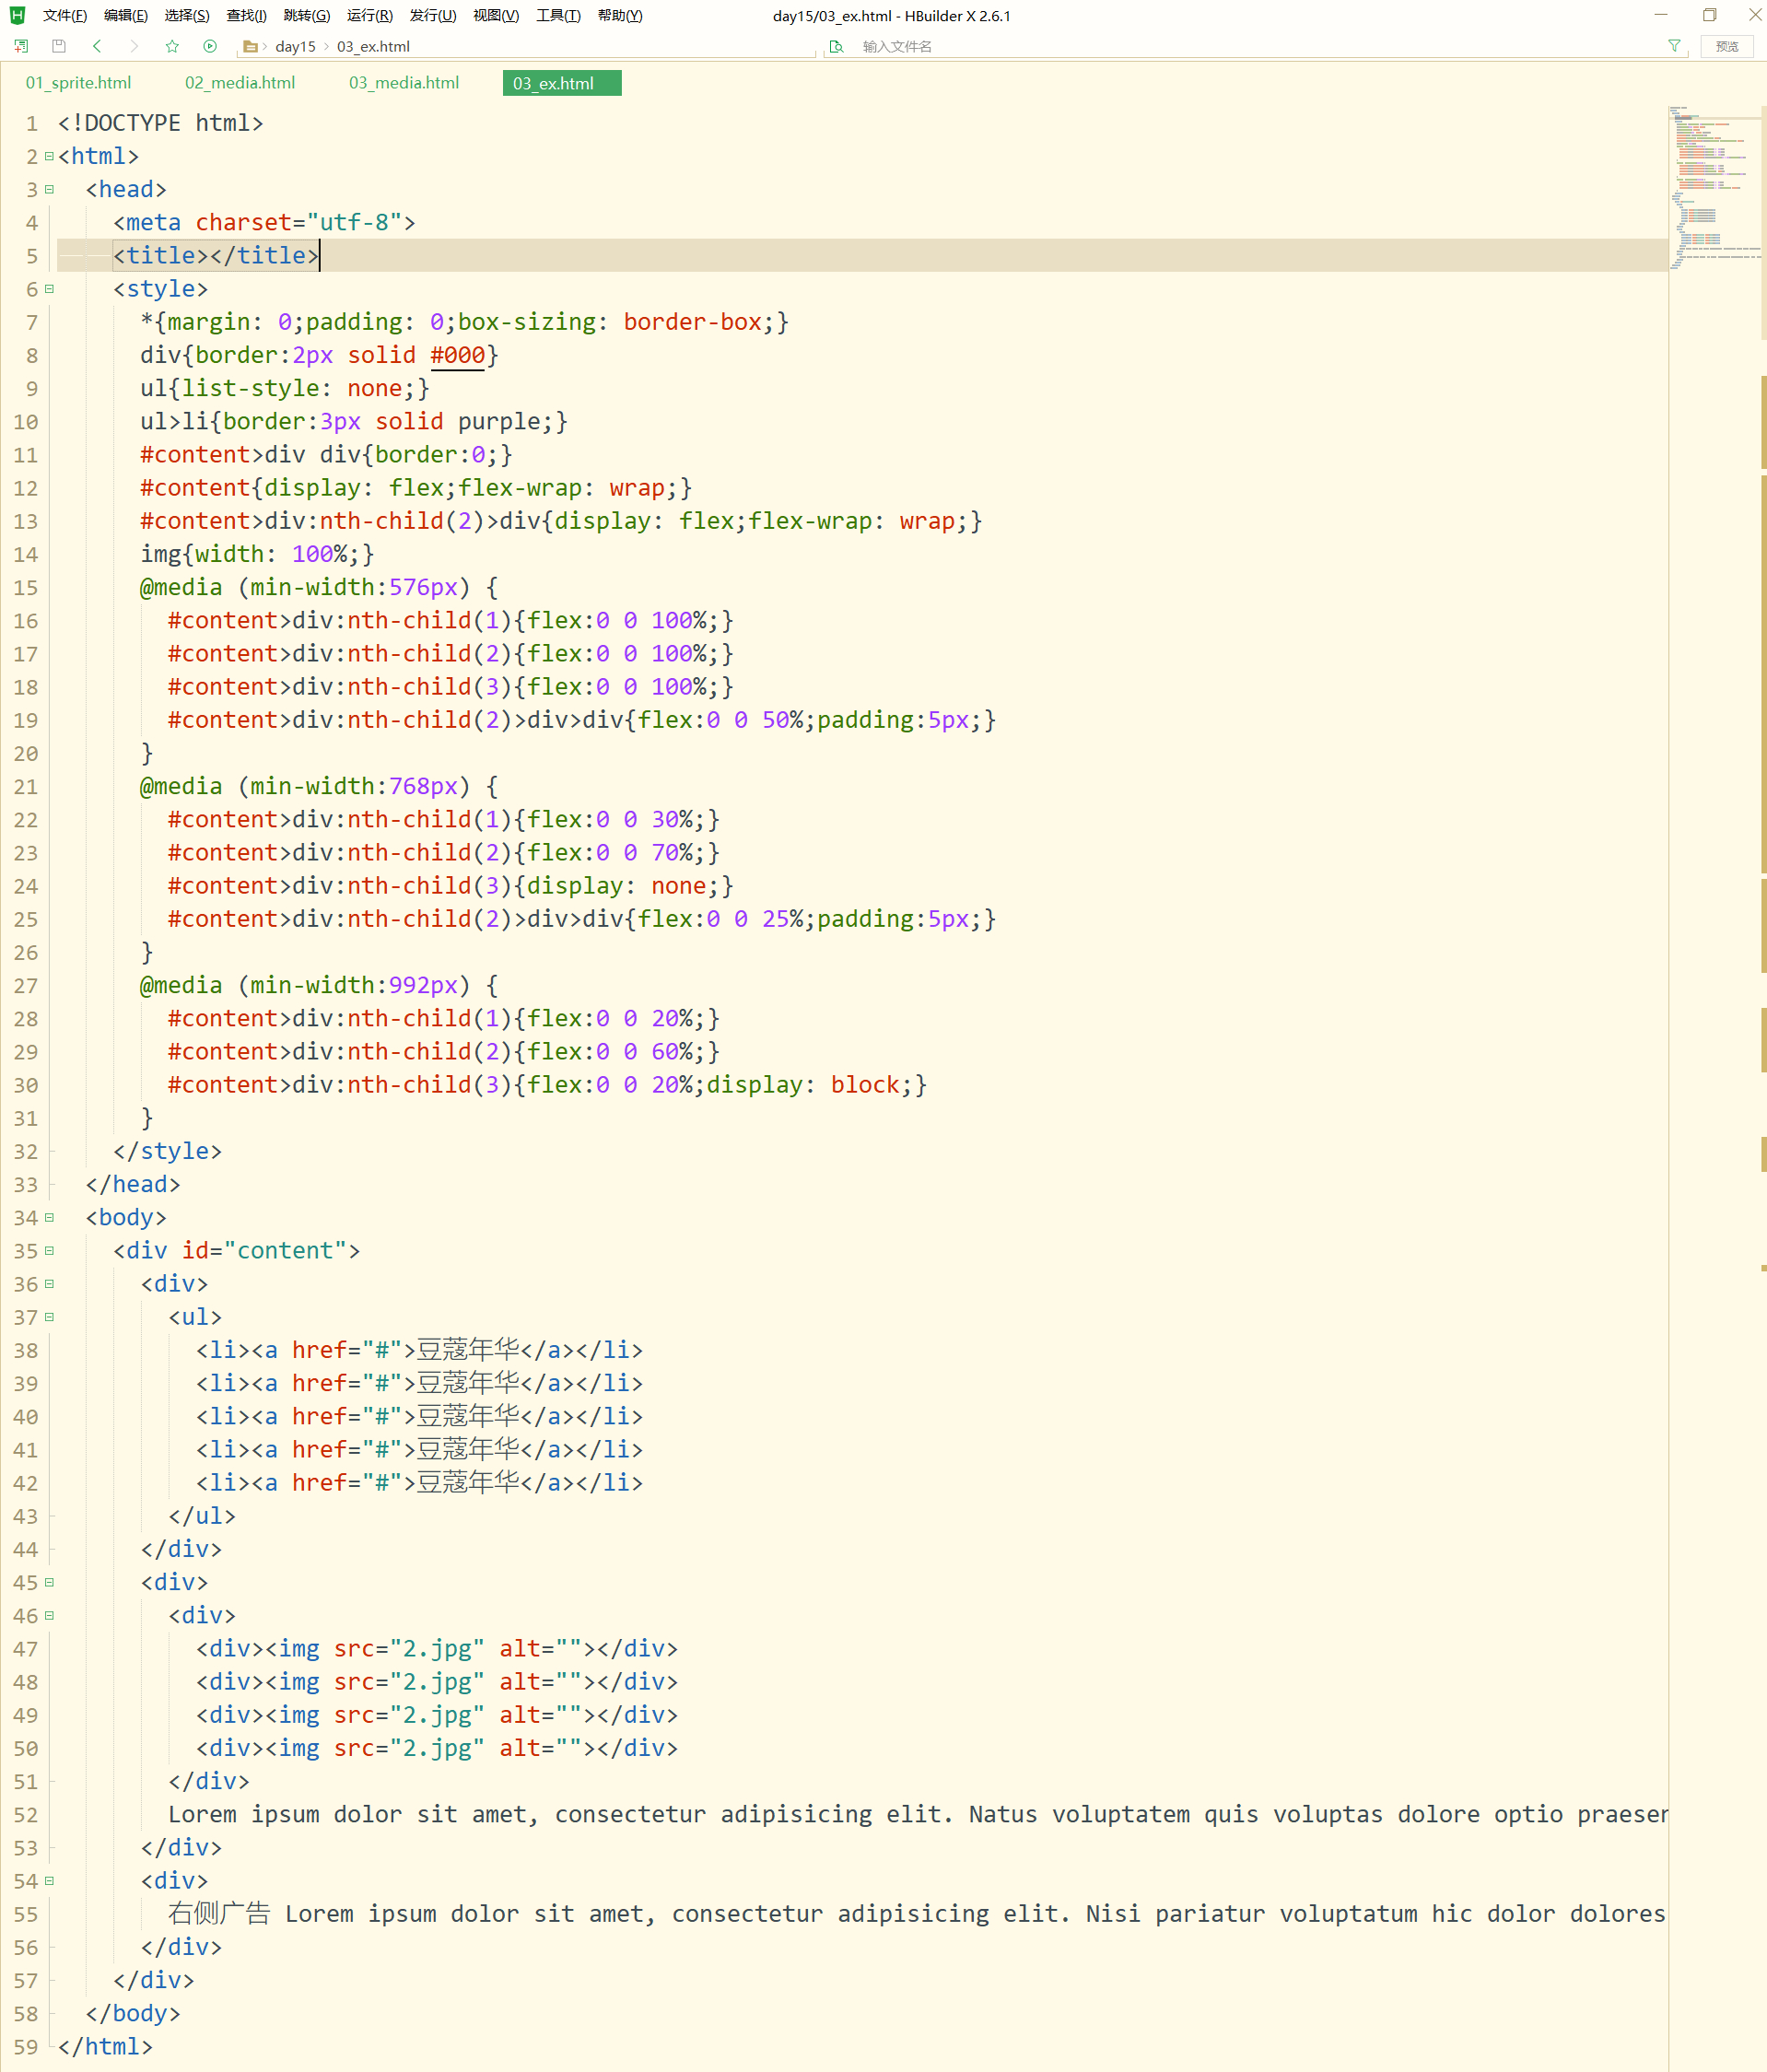 文件(F) 编辑(E) 选择(S) 查找(I) 跳转(G) 运行(R) 发行(U) 视图(V) 工具(T) 帮助(Y) day15/03_ex.html - HBuilder X 2.6.1
day15 03_ex.html 输入文件名 预览
01_sprite.html 02_media.html 03_media.html 03_ex.html
1 <!DOCTYPE html>
2 <html>
3 <head>
4 <meta charset="utf-8">
5 <title></title>
6 <style>
7 *{margin: 0;padding: 0;box-sizing: border-box;}
8 div{border:2px solid #000}
9 ul{list-style: none;}
10 ul>li{border:3px solid purple;}
11 #content>div div{border:0;}
12 #content{display: flex;flex-wrap: wrap;}
13 #content>div:nth-child(2)>div{display: flex;flex-wrap: wrap;}
14 img{width: 100%;}
15 @media (min-width:576px) {
16 #content>div:nth-child(1){flex:0 0 100%;}
17 #content>div:nth-child(2){flex:0 0 100%;}
18 #content>div:nth-child(3){flex:0 0 100%;}
19 #content>div:nth-child(2)>div>div{flex:0 0 50%;padding:5px;}
20 }
21 @media (min-width:768px) {
22 #content>div:nth-child(1){flex:0 0 30%;}
23 #content>div:nth-child(2){flex:0 0 70%;}
24 #content>div:nth-child(3){display: none;}
25 #content>div:nth-child(2)>div>div{flex:0 0 25%;padding:5px;}
26 }
27 @media (min-width:992px) {
28 #content>div:nth-child(1){flex:0 0 20%;}
29 #content>div:nth-child(2){flex:0 0 60%;}
30 #content>div:nth-child(3){flex:0 0 20%;display: block;}
31 }
32 </style>
33 </head>
34 <body>
35 <div id="content">
36 <div>
37 <ul>
38 <li><a href="#">豆蔻年华</a></li>
39 <li><a href="#">豆蔻年华</a></li>
40 <li><a href="#">豆蔻年华</a></li>
41 <li><a href="#">豆蔻年华</a></li>
42 <li><a href="#">豆蔻年华</a></li>
43 </ul>
44 </div>
45 <div>
46 <div>
47 <div><img src="2.jpg" alt=""></div>
48 <div><img src="2.jpg" alt=""></div>
49 <div><img src="2.jpg" alt=""></div>
50 <div><img src="2.jpg" alt=""></div>
51 </div>
52 Lorem ipsum dolor sit amet, consectetur adipisicing elit. Natus voluptatem quis voluptas dolore optio praeser
53 </div>
54 <div>
55 右侧广告 Lorem ipsum dolor sit amet, consectetur adipisicing elit. Nisi pariatur voluptatum hic dolor dolores
56 </div>
57 </div>
58 </body>
59 </html>